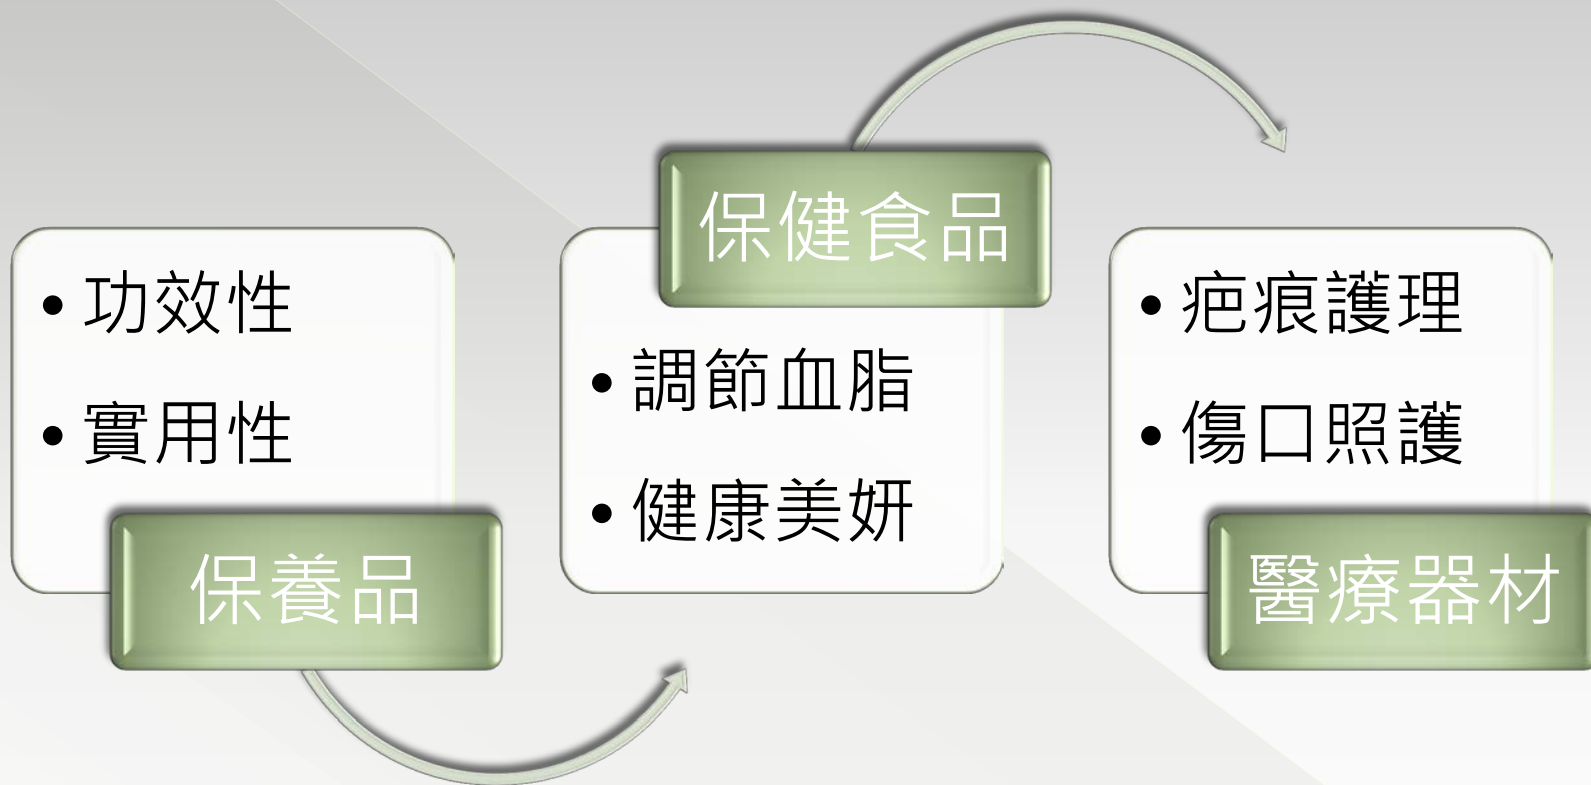 • 功效性
• 實用性
保養品
保健食品
• 調節血脂
• 健康美妍
• 疤痕護理
• 傷口照護
醫療器材